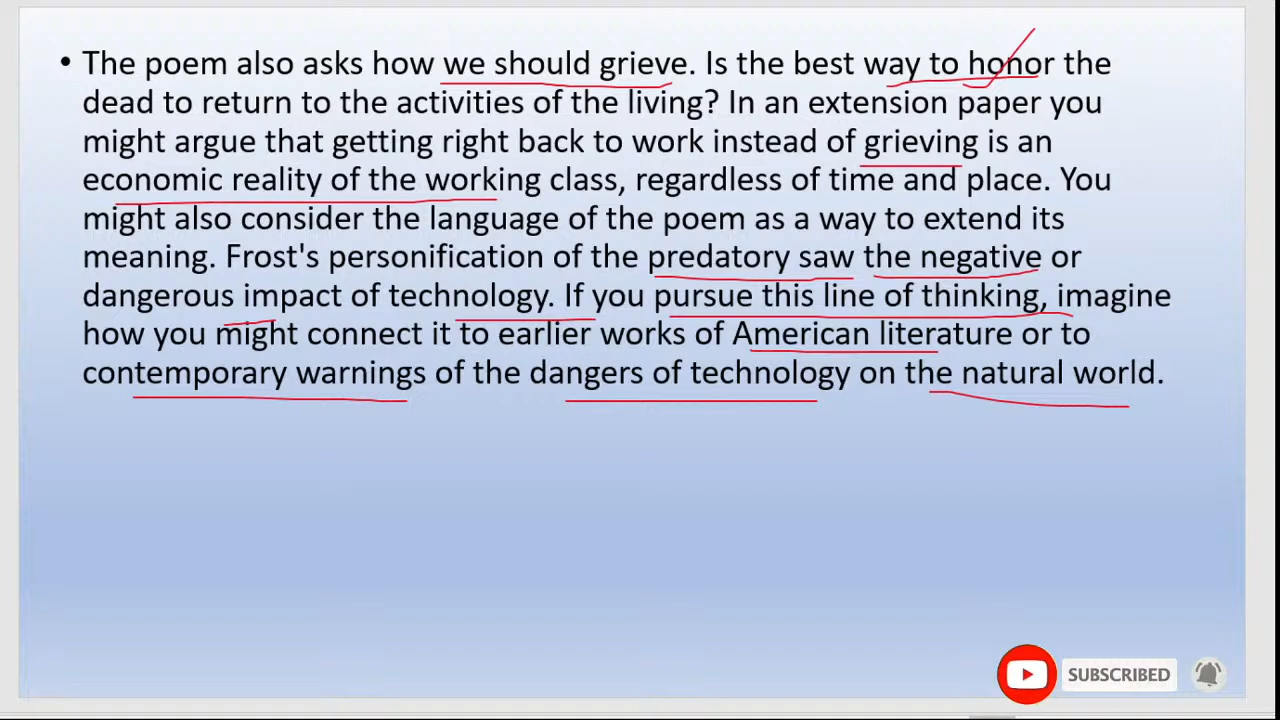 • The poem also asks how we should grieve. Is the best way to honor the
dead to return to the activities of the living? In an extension paper you
might argue that getting right back to work instead of grieving is an
economic reality of the working class, regardless of time and place. You
might also consider the language of the poem as a way to extend its
meaning. Frost's personification of the predatory saw the negative or
dangerous impact of technology. If you pursue this line of thinking, imagine
how you might connect it to earlier works of American literature or to
contemporary warnings of the dangers of technology on the natural world.
SUBSCRIBED